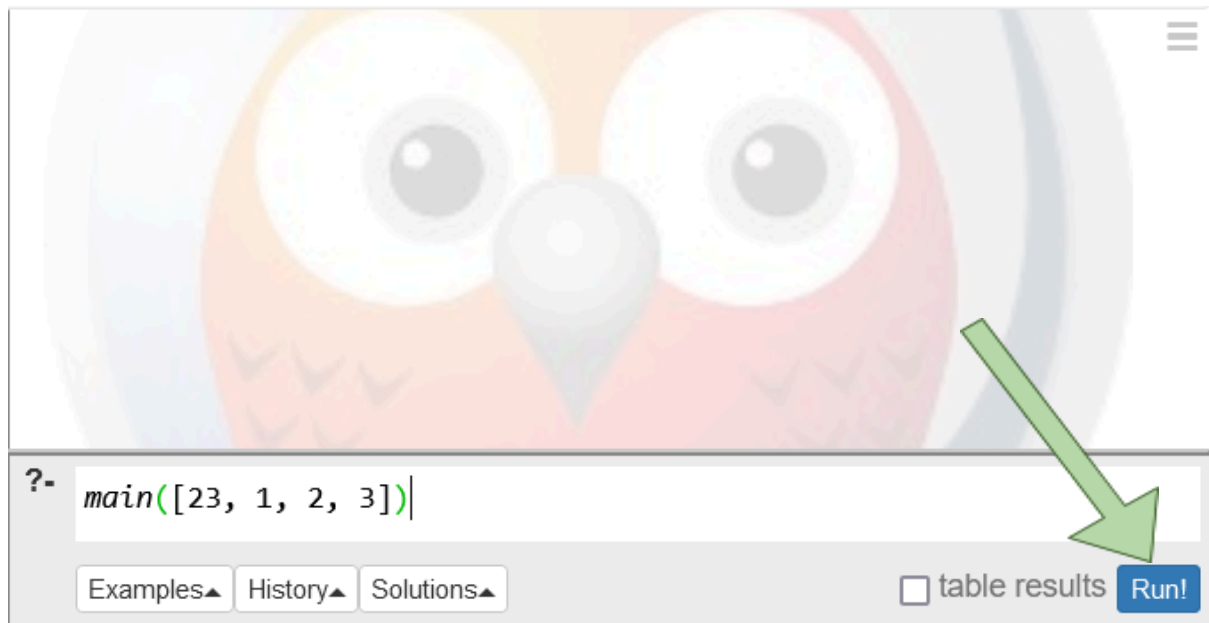 ?- main([23, 1, 2, 3])
Examples▲ History▲ Solutions▲ table results Run!